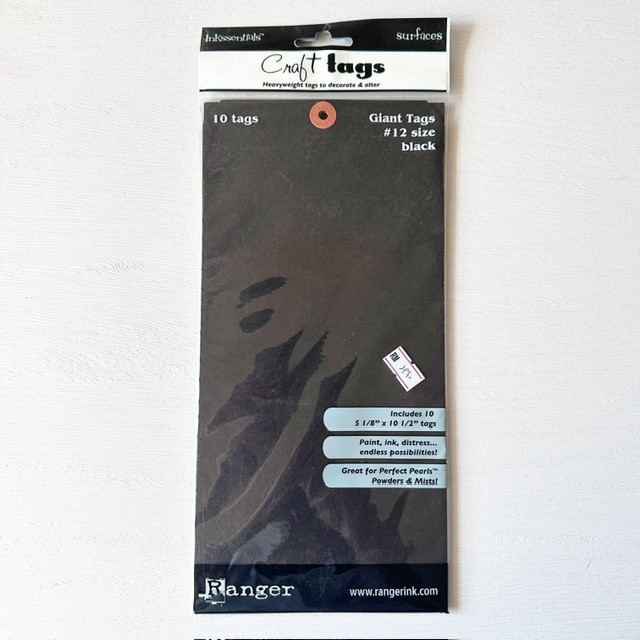 Inkssentials™
surfaces
Craft tags
Heavyweight tags to decorate & alter
10 tags
Giant Tags
#12 size
black
RM
Includes 10
5 1/8" x 10 1/2" tags
Paint, ink, distress...
endless possibilities!
Great for Perfect Pearls™
Powders & Mists!
Ranger
www.rangerink.com